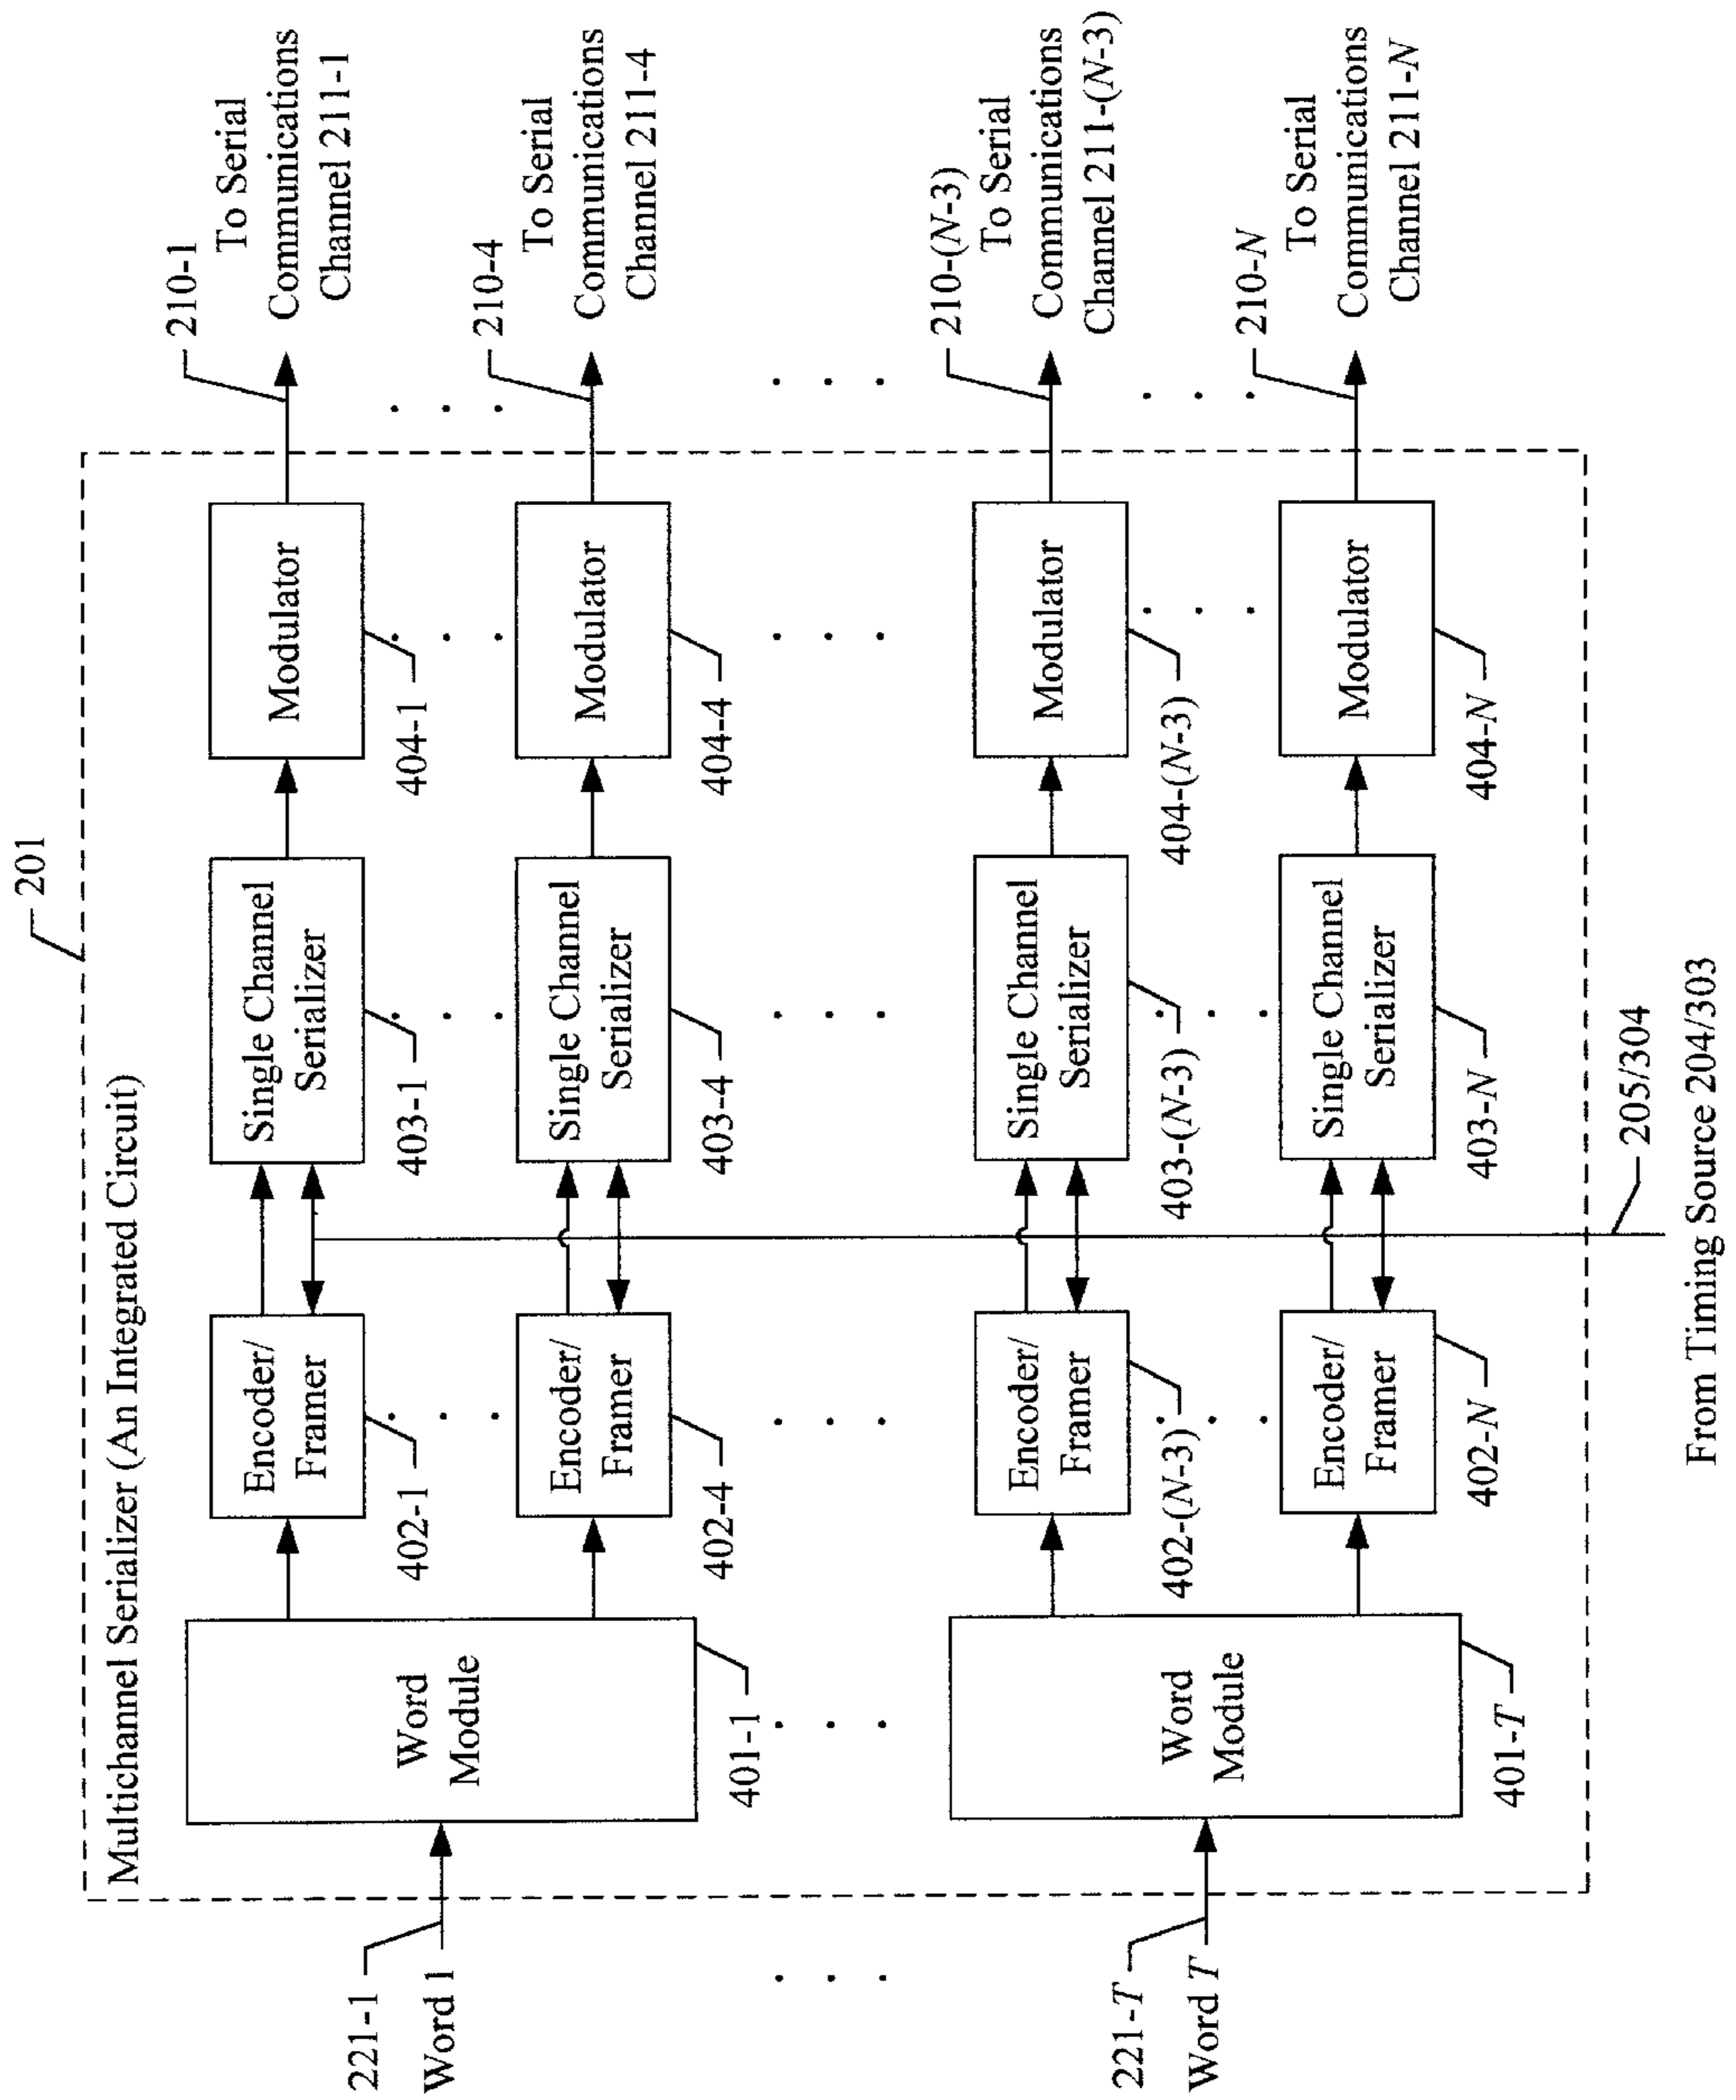 201
Multichannel Serializer (An Integrated Circuit)
221-1
Word 1
Word
Module
401-1
Encoder/
Framer
402-1
Single Channel
Serializer
403-1
Modulator
404-1
210-1
To Serial
Communications
Channel 211-1
Encoder/
Framer
402-4
Single Channel
Serializer
403-4
Modulator
404-4
210-4
To Serial
Communications
Channel 211-4
221-T
Word T
Word
Module
401-T
Encoder/
Framer
402-(N-3)
Single Channel
Serializer
403-(N-3)
Modulator
404-(N-3)
210-(N-3)
To Serial
Communications
Channel 211-(N-3)
Encoder/
Framer
402-N
Single Channel
Serializer
403-N
Modulator
404-N
210-N
To Serial
Communications
Channel 211-N
205/304
From Timing Source 204/303